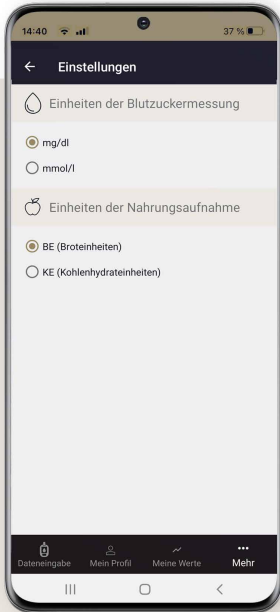 14:40
37 %
Einstellungen
Einheiten der Blutzuckermessung
mg/dl
mmol/l
Einheiten der Nahrungsaufnahme
BE (Broteinheiten)
KE (Kohlenhydrateinheiten)
Dateneingabe
Mein Profil
Meine Werte
Mehr